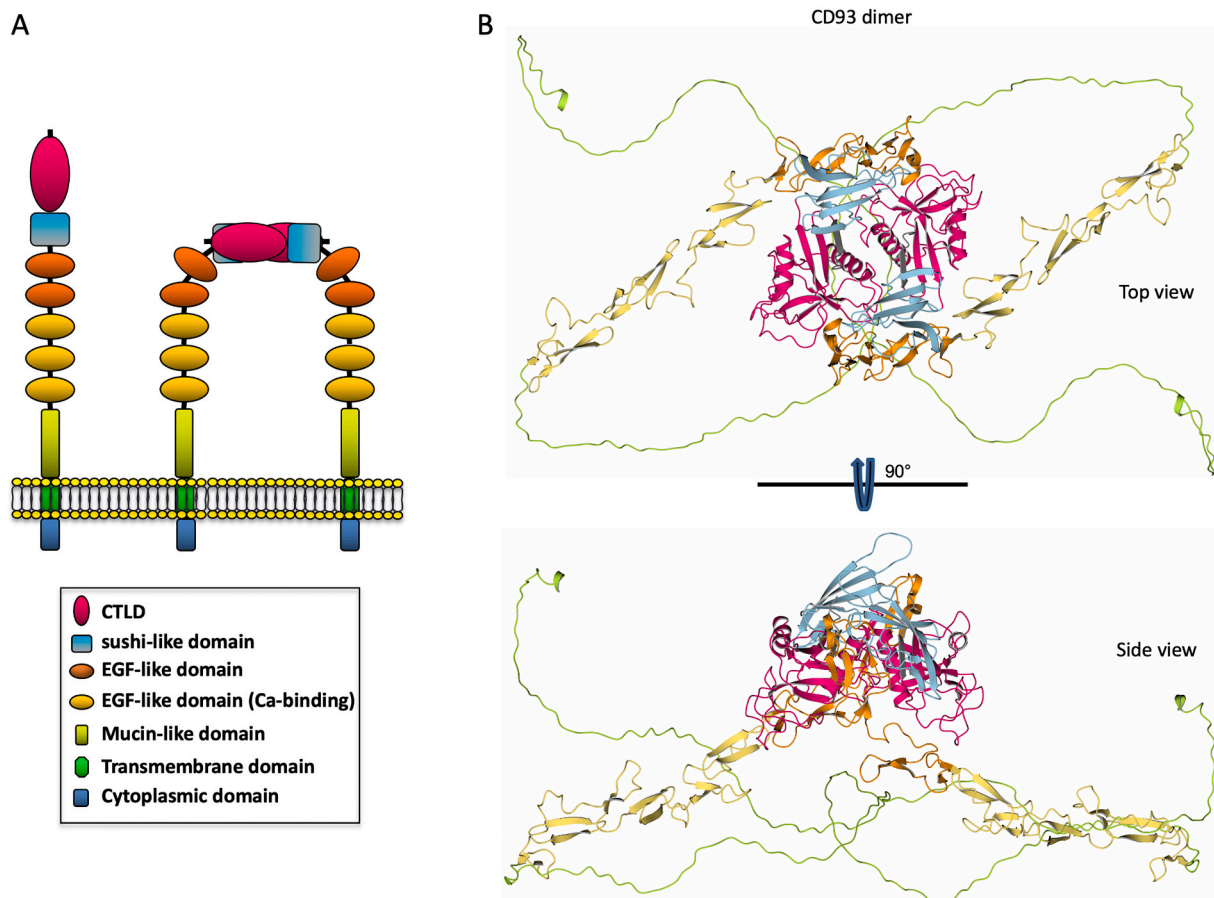 A
B
CD93 dimer
Top view
90°
Side view
CTLD
sushi-like domain
EGF-like domain
EGF-like domain (Ca-binding)
Mucin-like domain
Transmembrane domain
Cytoplasmic domain